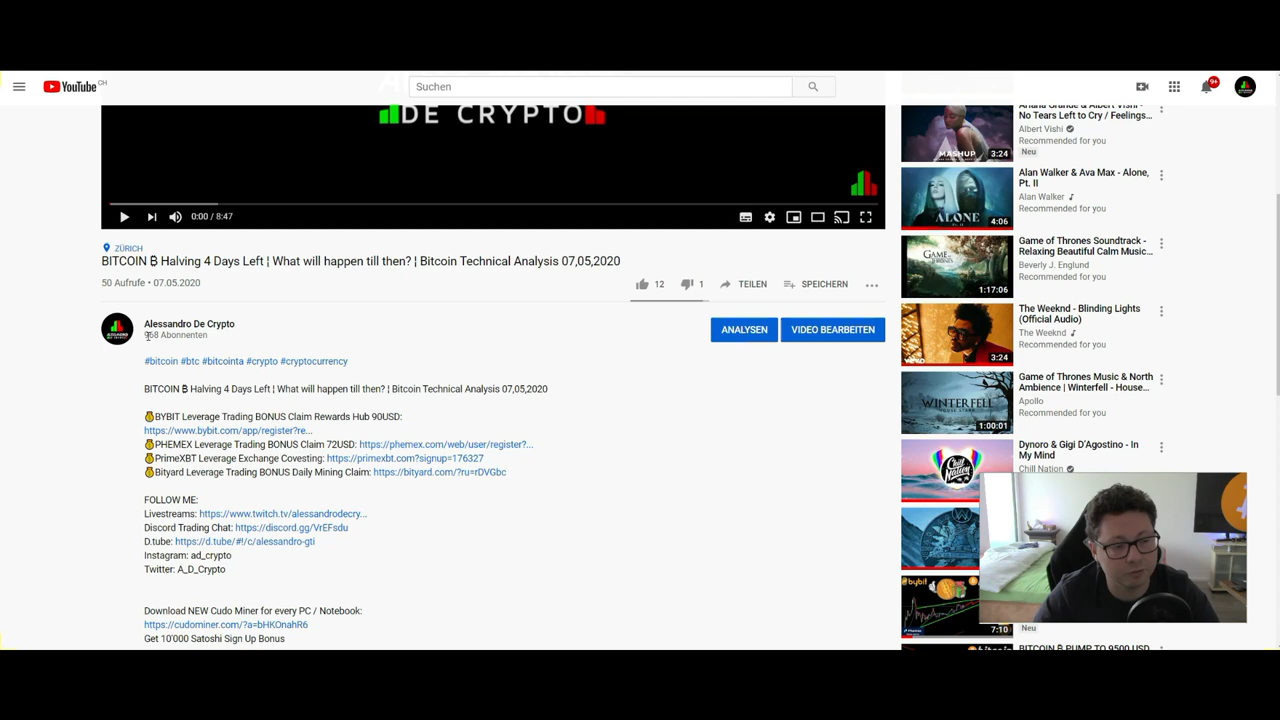 YouTube CH
Suchen
9+
DE CRYPTO
0:00 / 8:47
ZÜRICH
BITCOIN ₿ Halving 4 Days Left ¦ What will happen till then? ¦ Bitcoin Technical Analysis 07,05,2020
50 Aufrufe • 07.05.2020
12
1
TEILEN
SPEICHERN
Alessandro De Crypto
968 Abonnenten
ANALYSEN
VIDEO BEARBEITEN
#bitcoin #btc #bitcointa #crypto #cryptocurrency
BITCOIN ₿ Halving 4 Days Left ¦ What will happen till then? ¦ Bitcoin Technical Analysis 07,05,2020
💰BYBIT Leverage Trading BONUS Claim Rewards Hub 90USD:
https://www.bybit.com/app/register?re...
💰PHEMEX Leverage Trading BONUS Claim 72USD: https://phemex.com/web/user/register?...
💰PrimeXBT Leverage Exchange Covesting: https://primexbt.com?signup=176327
💰Bityard Leverage Trading BONUS Daily Mining Claim: https://bityard.com/?ru=rDVGbc
FOLLOW ME:
Livestreams: https://www.twitch.tv/alessandrodecry...
Discord Trading Chat: https://discord.gg/VrEFsdu
D.tube: https://d.tube/#!/c/alessandro-gti
Instagram: ad_crypto
Twitter: A_D_Crypto
Download NEW Cudo Miner for every PC / Notebook:
https://cudominer.com/?a=bHKOnahR6
Get 10'000 Satoshi Sign Up Bonus
Ariana Grande & Albert Vishi -
No Tears Left to Cry / Feelings...
Albert Vishi
Recommended for you
Neu
MASHUP
3:24
Alan Walker & Ava Max - Alone,
Pt. II
Alan Walker
Recommended for you
ALONE
4:06
Game of Thrones Soundtrack -
Relaxing Beautiful Calm Music...
Beverly J. Englund
Recommended for you
1:17:06
The Weeknd - Blinding Lights
(Official Audio)
The Weeknd
Recommended for you
3:24
Game of Thrones Music & North
Ambience | Winterfell - House...
Apollo
Recommended for you
WINTERFELL
1:00:01
Dynoro & Gigi D'Agostino - In
My Mind
Chill Nation
bybit
7:10
Neu
BITCOIN ₿ PUMP TO 9500 USD